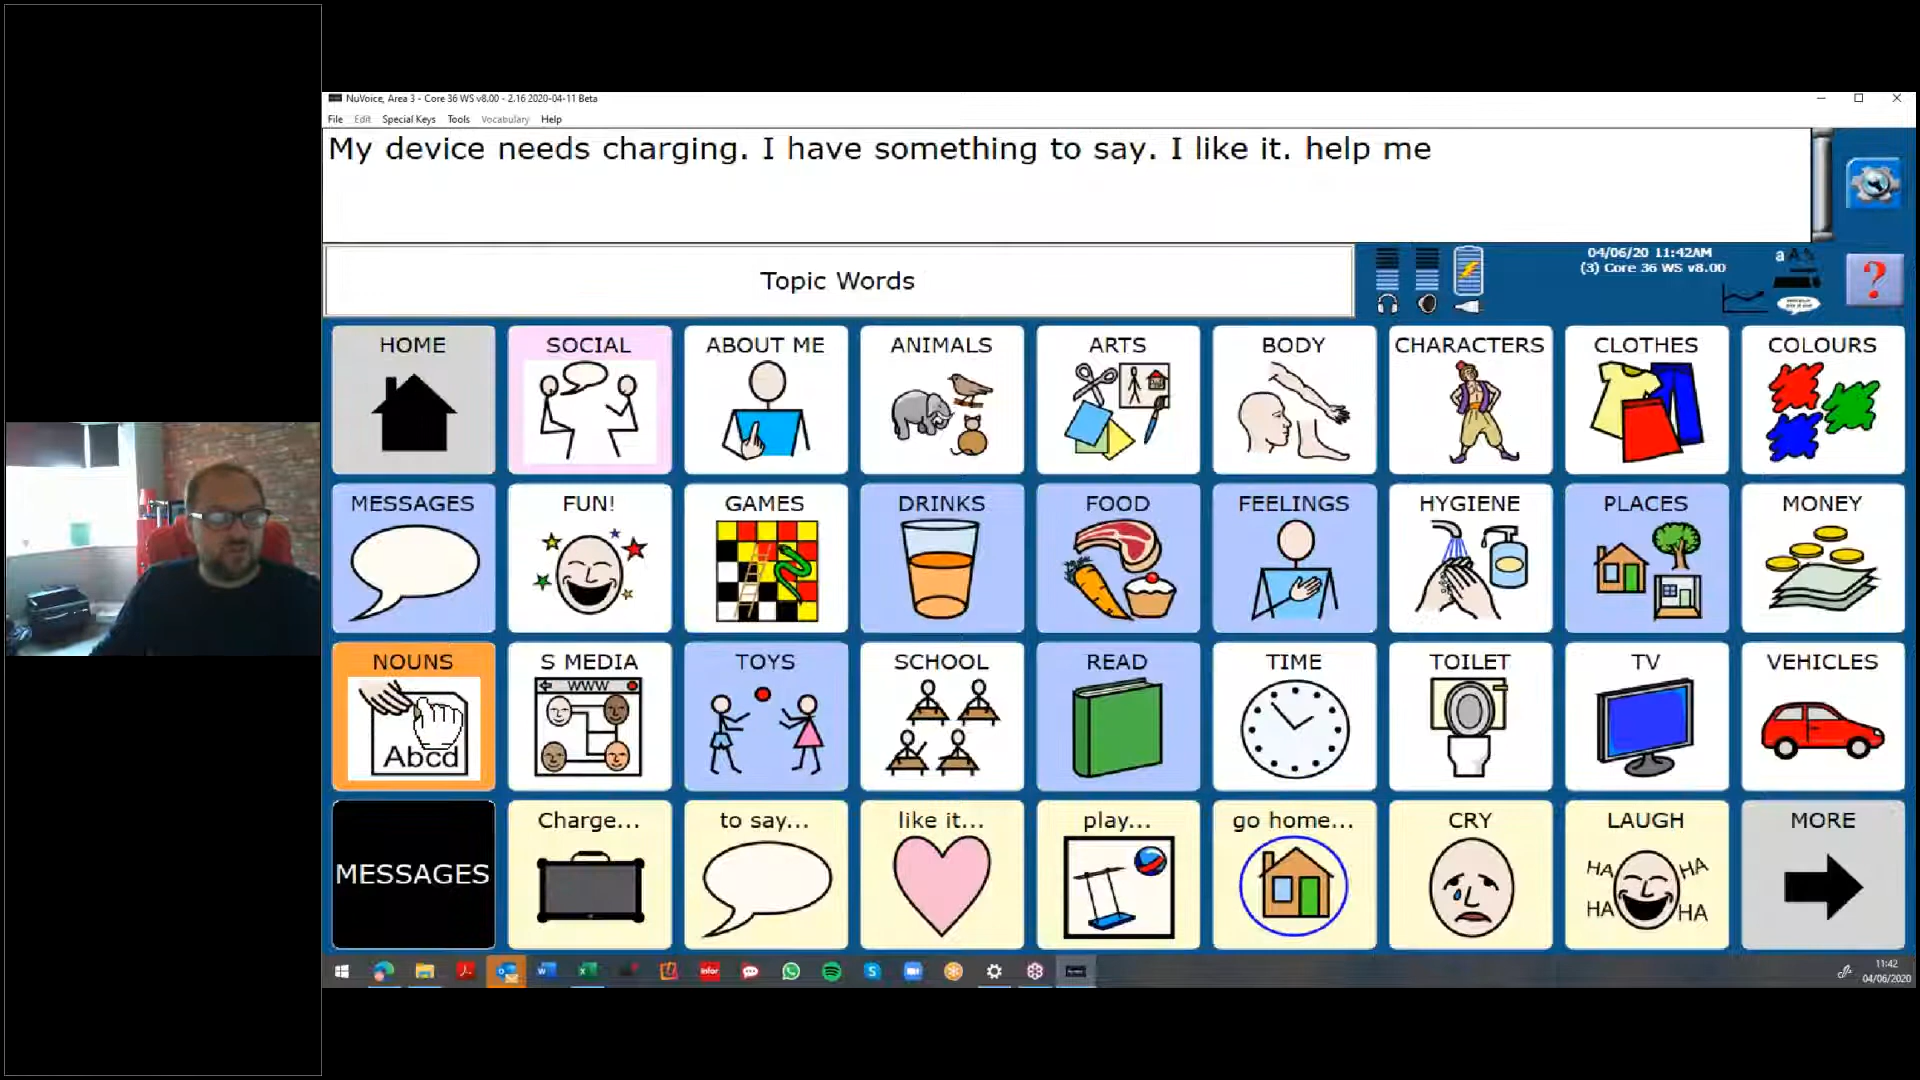 NuVoice, Area 3 - Core 36 WS v8.00 - 2.16 2020-04-11 Beta
File Edit Special Keys Tools Vocabulary Help
My device needs charging. I have something to say. I like it. help me
Topic Words
04/06/20 11:42AM
(3) Core 36 WS v8.00
HOME SOCIAL ABOUT ME ANIMALS ARTS BODY CHARACTERS CLOTHES COLOURS
MESSAGES FUN! GAMES DRINKS FOOD FEELINGS HYGIENE PLACES MONEY
NOUNS S MEDIA TOYS SCHOOL READ TIME TOILET TV VEHICLES
WWW
Abcd
Charge... to say... like it... play... go home... CRY LAUGH MORE
MESSAGES
HA HA
HA HA
infor
11:42
04/06/2020